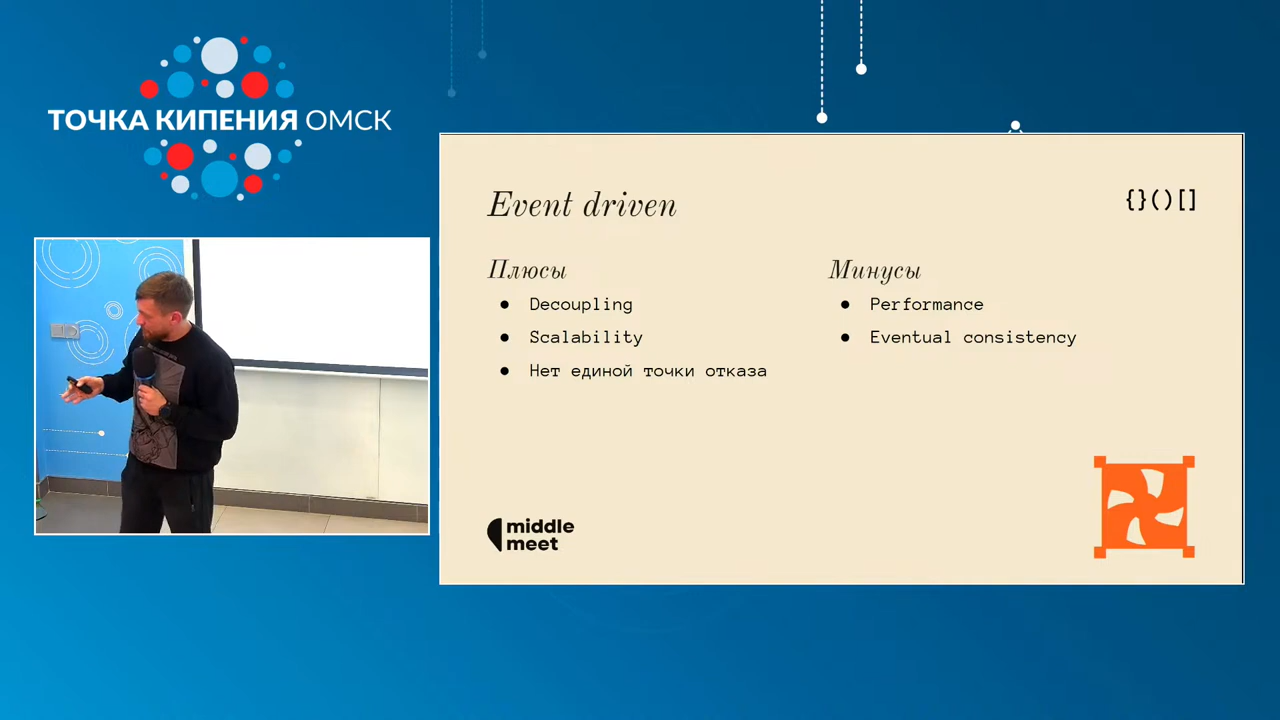 ТОЧКА КИПЕНИЯ ОМСК
Event driven
{}()[]
Плюсы
● Decoupling
● Scalability
● Нет единой точки отказа
Минусы
● Performance
● Eventual consistency
middle
meet